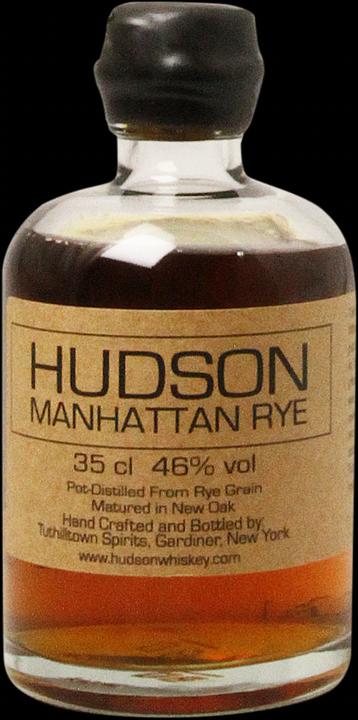 HUDSON
MANHATTAN RYE
35 cl 46% vol
Pot-Distilled From Rye Grain
Matured in New Oak
Hand Crafted and Bottled by
Tuthilltown Spirits, Gardiner, New York
www.hudsonwhiskey.com